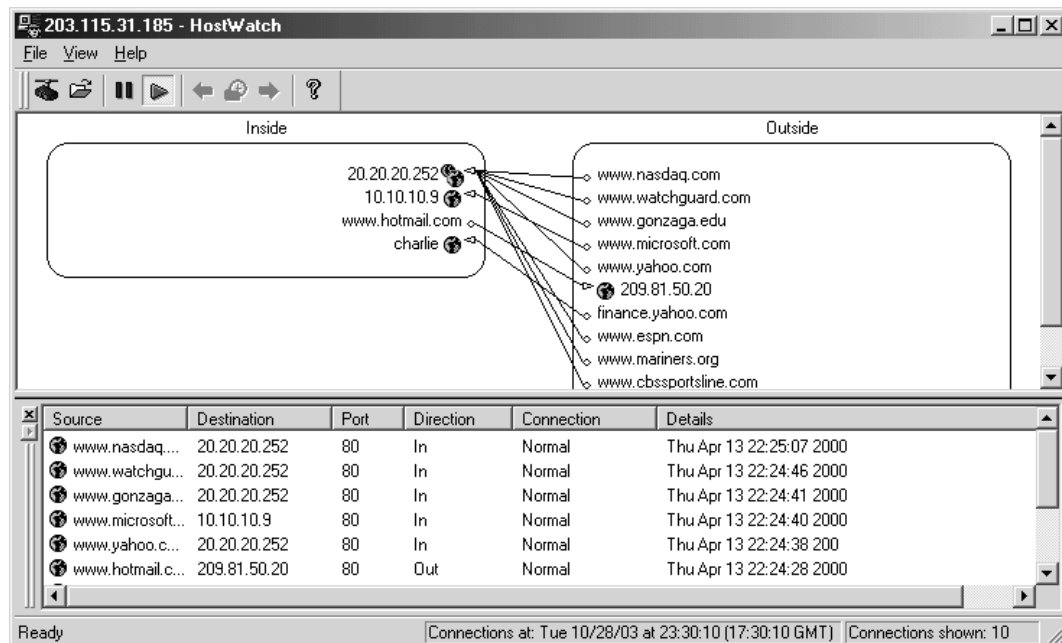 203.115.31.185 - HostWatch
File View Help
Inside Outside
20.20.20.252
10.10.10.9
www.hotmail.com
charlie
www.nasdaq.com
www.watchguard.com
www.gonzaga.edu
www.microsoft.com
www.yahoo.com
209.81.50.20
finance.yahoo.com
www.espn.com
www.mariners.org
www.cbssportsline.com
Source Destination Port Direction Connection Details
www.nasdaq.... 20.20.20.252 80 In Normal Thu Apr 13 22:25:07 2000
www.watchgu... 20.20.20.252 80 In Normal Thu Apr 13 22:24:46 2000
www.gonzaga... 20.20.20.252 80 In Normal Thu Apr 13 22:24:41 2000
www.microsoft... 10.10.10.9 80 In Normal Thu Apr 13 22:24:40 2000
www.yahoo.c... 20.20.20.252 80 In Normal Thu Apr 13 22:24:38 200
www.hotmail.c... 209.81.50.20 80 Out Normal Thu Apr 13 22:24:28 2000
Ready Connections at: Tue 10/28/03 at 23:30:10 (17:30:10 GMT) Connections shown: 10